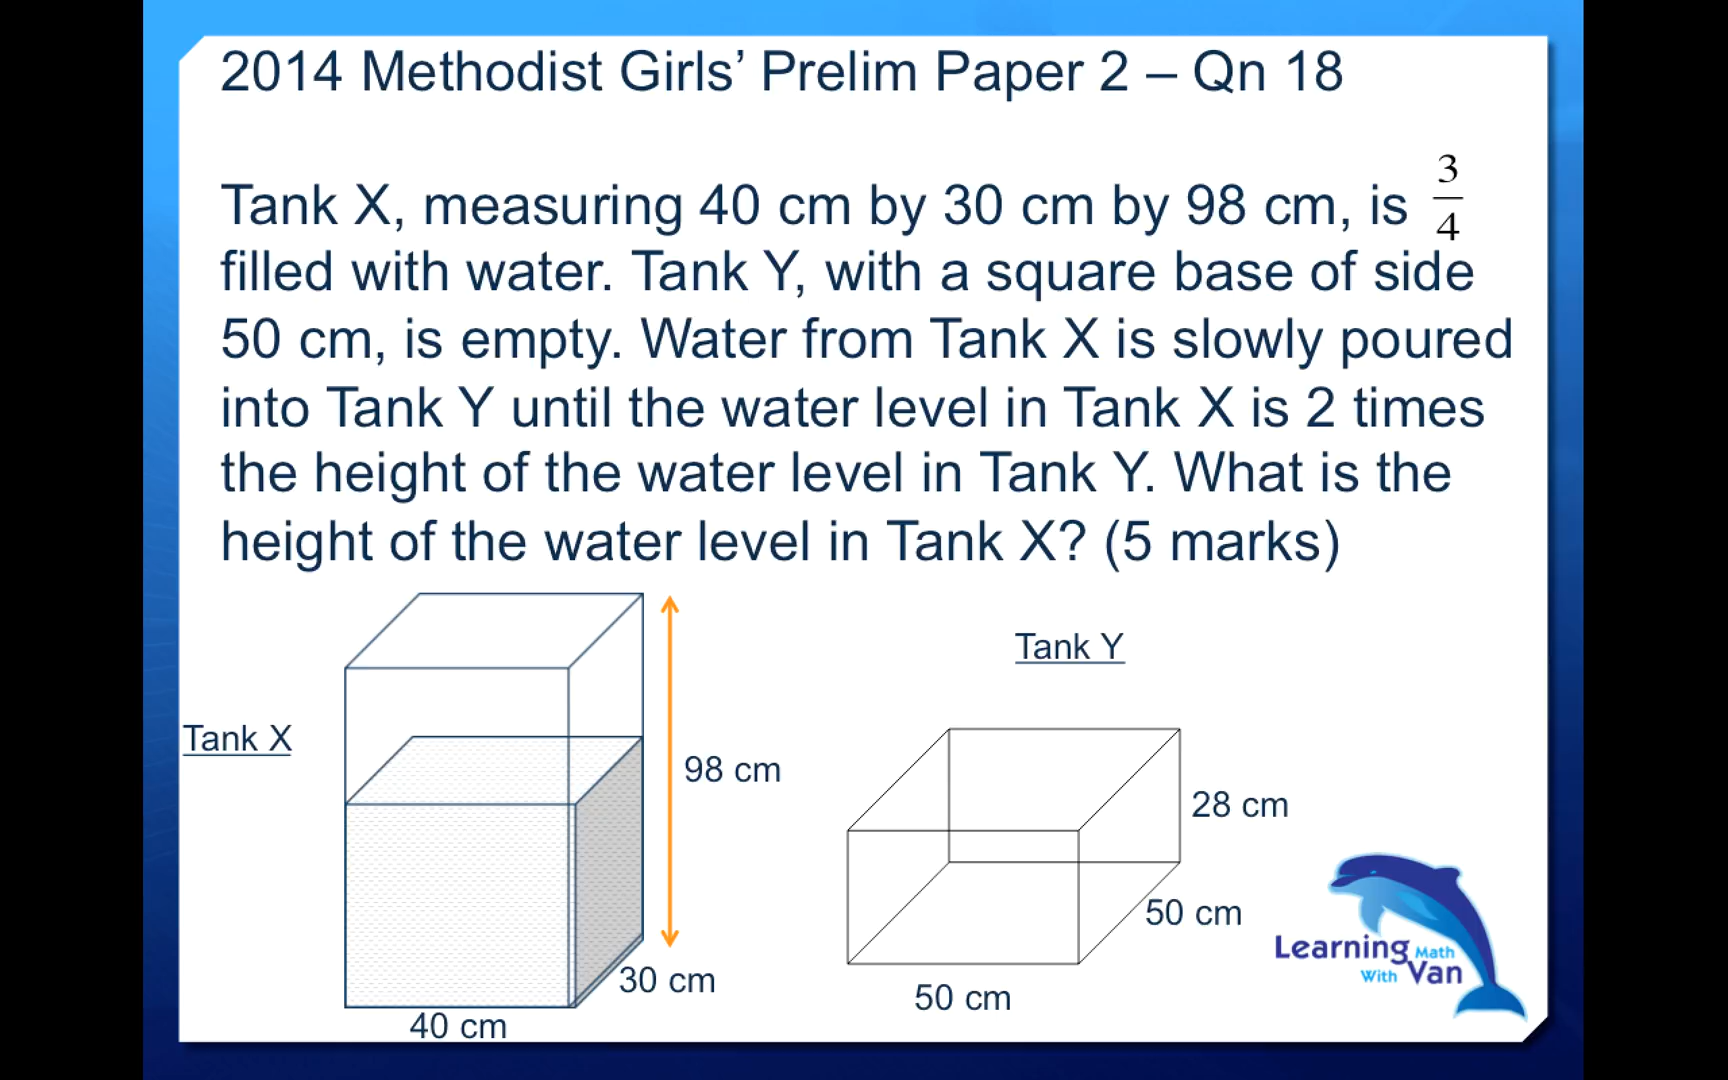 2014 Methodist Girls’ Prelim Paper 2 – Qn 18
Tank X, measuring 40 cm by 30 cm by 98 cm, is 3/4
filled with water. Tank Y, with a square base of side
50 cm, is empty. Water from Tank X is slowly poured
into Tank Y until the water level in Tank X is 2 times
the height of the water level in Tank Y. What is the
height of the water level in Tank X? (5 marks)
Tank X
98 cm
30 cm
40 cm
Tank Y
28 cm
50 cm
50 cm
Learning Math
With Van